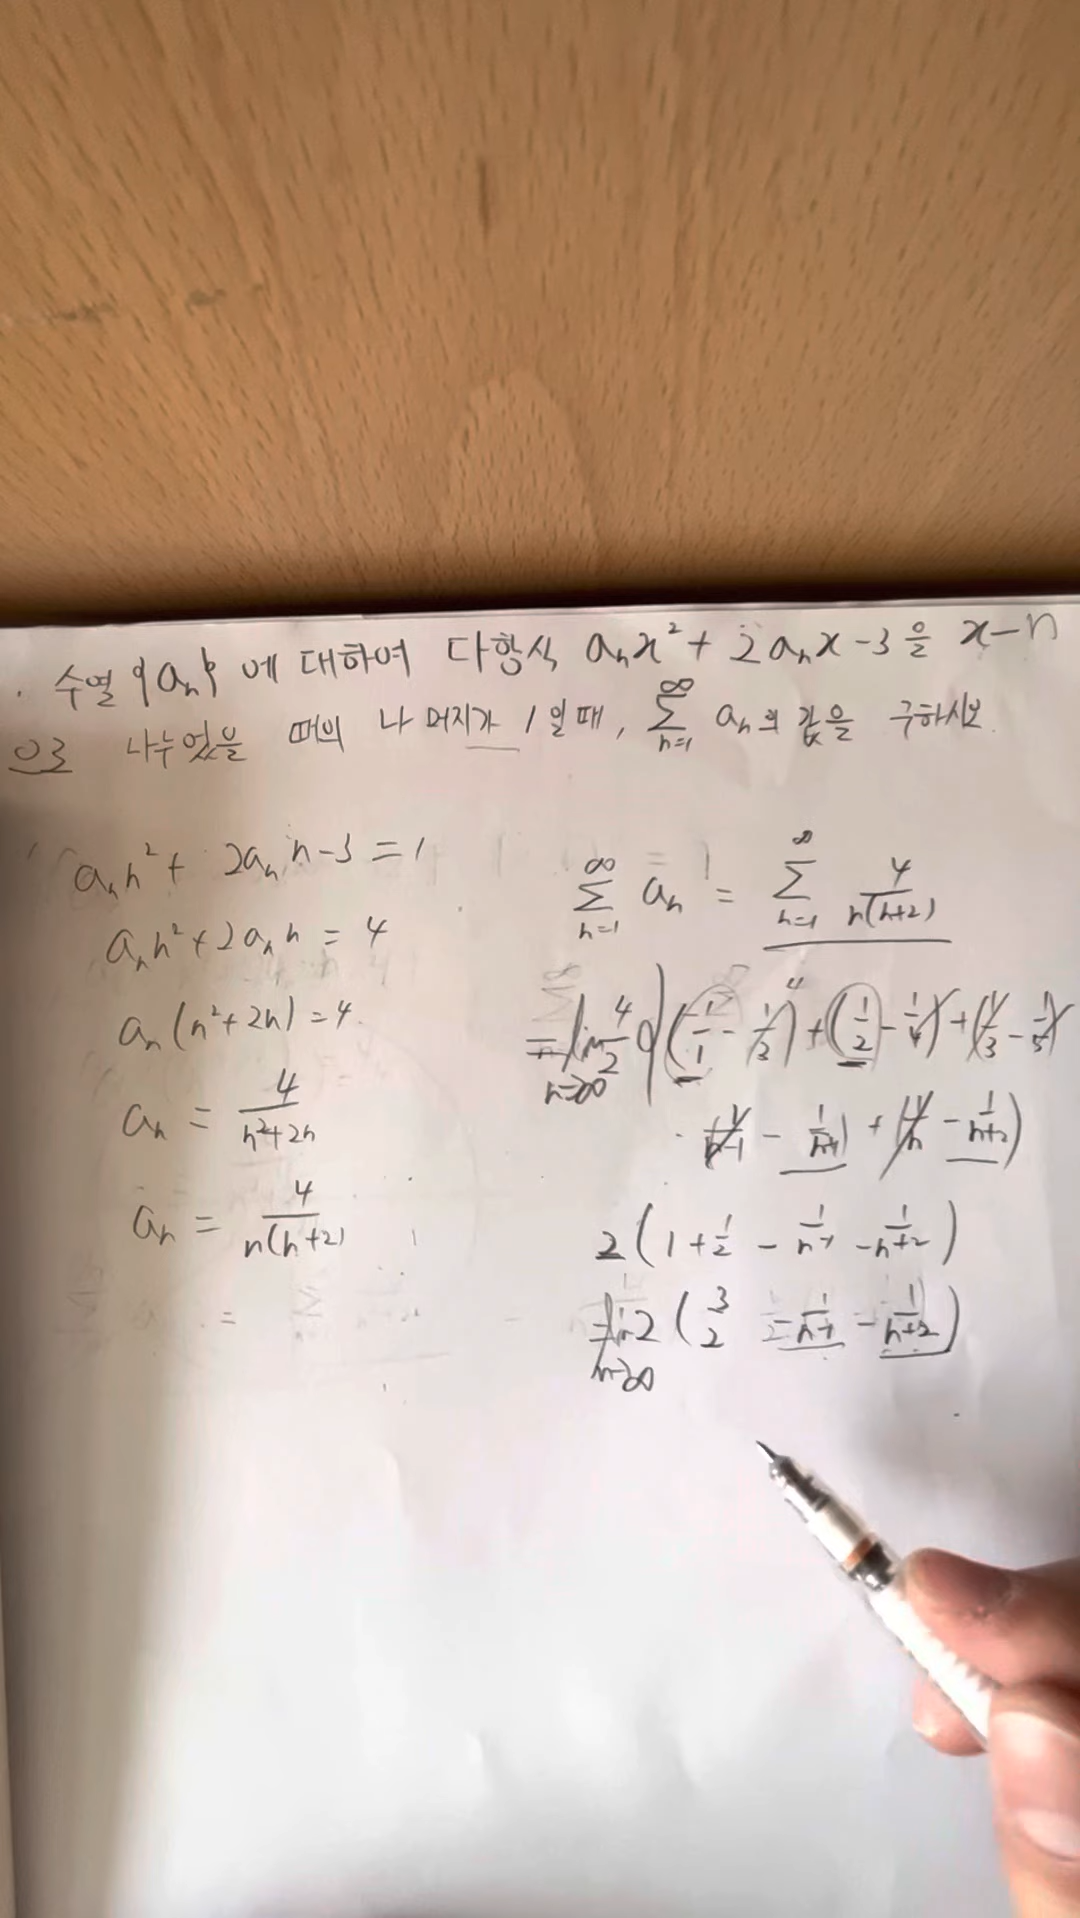 . 수열 {aₙ} 에 대하여 다항식 aₙx² + 2aₙx - 3을 x - n
으로 나누었을 때의 나머지가 1일때, ∑_{n=1}^{∞} aₙ의 값을 구하시오.
aₙn² + 2aₙn - 3 = 1
aₙn² + 2aₙn = 4
aₙ(n² + 2n) = 4
aₙ = 4/(n² + 2n)
aₙ = 4/(n(n+2))
∑_{n=1}^{∞} aₙ = ∑_{n=1}^{∞} 4/(n(n+2))
= lim_{n→∞} 4/2 {(1/1 - 1/3) + (1/2 - 1/4) + (1/3 - 1/5)
(1/(n-1) - 1/(n+1)) + (1/n - 1/(n+2))
2(1 + 1/2 - 1/(n+1) - 1/(n+2))
= lim_{n→∞} 2(3/2 - 1/(n+1) - 1/(n+2))